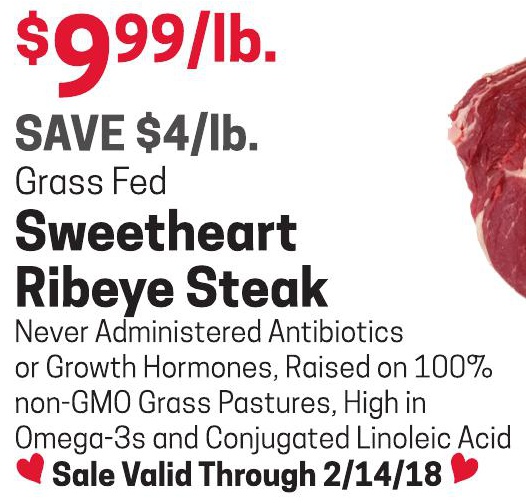 $9.99/lb.
SAVE $4/lb.
Grass Fed
Sweetheart
Ribeye Steak
Never Administered Antibiotics
or Growth Hormones, Raised on 100%
non-GMO Grass Pastures, High in
Omega-3s and Conjugated Linoleic Acid
Sale Valid Through 2/14/18